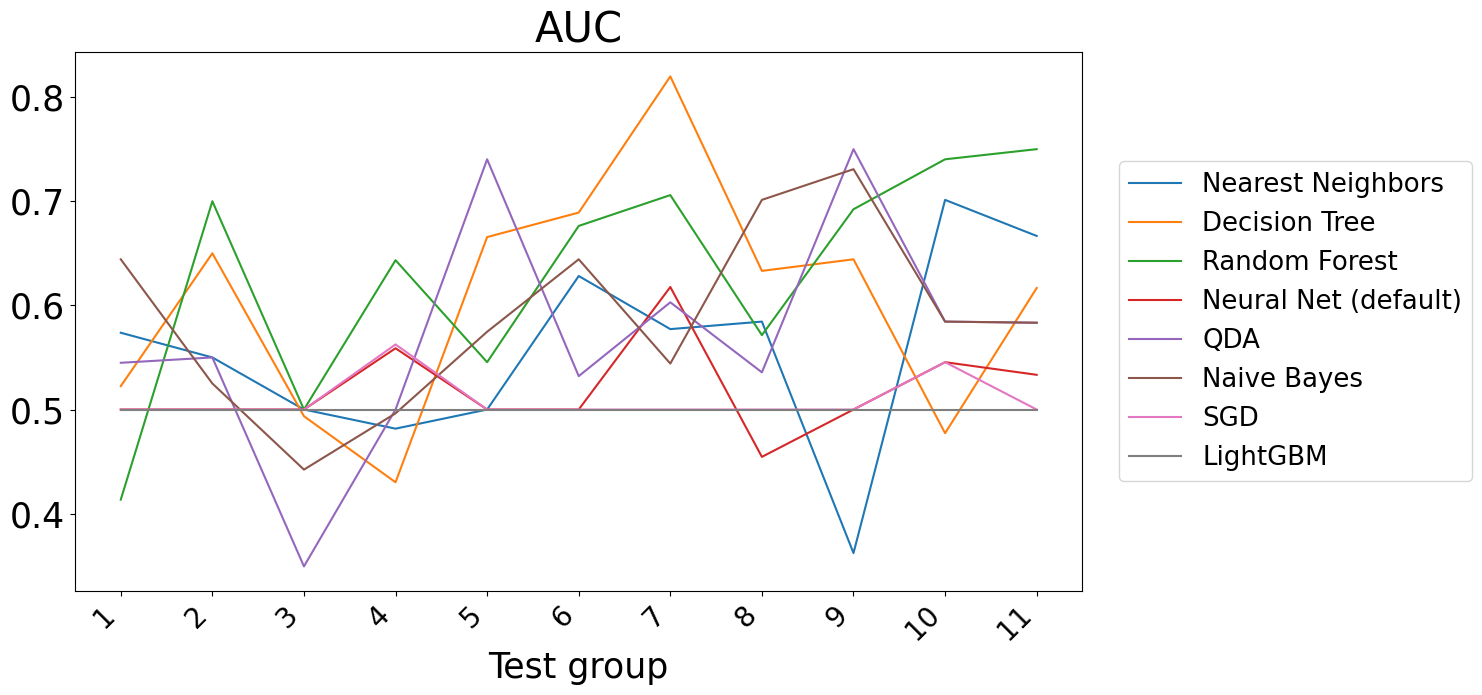 AUC
0.8
0.7
0.6
0.5
0.4
1 2 3 4 5 6 7 8 9 10 11
Test group
Nearest Neighbors
Decision Tree
Random Forest
Neural Net (default)
QDA
Naive Bayes
SGD
LightGBM